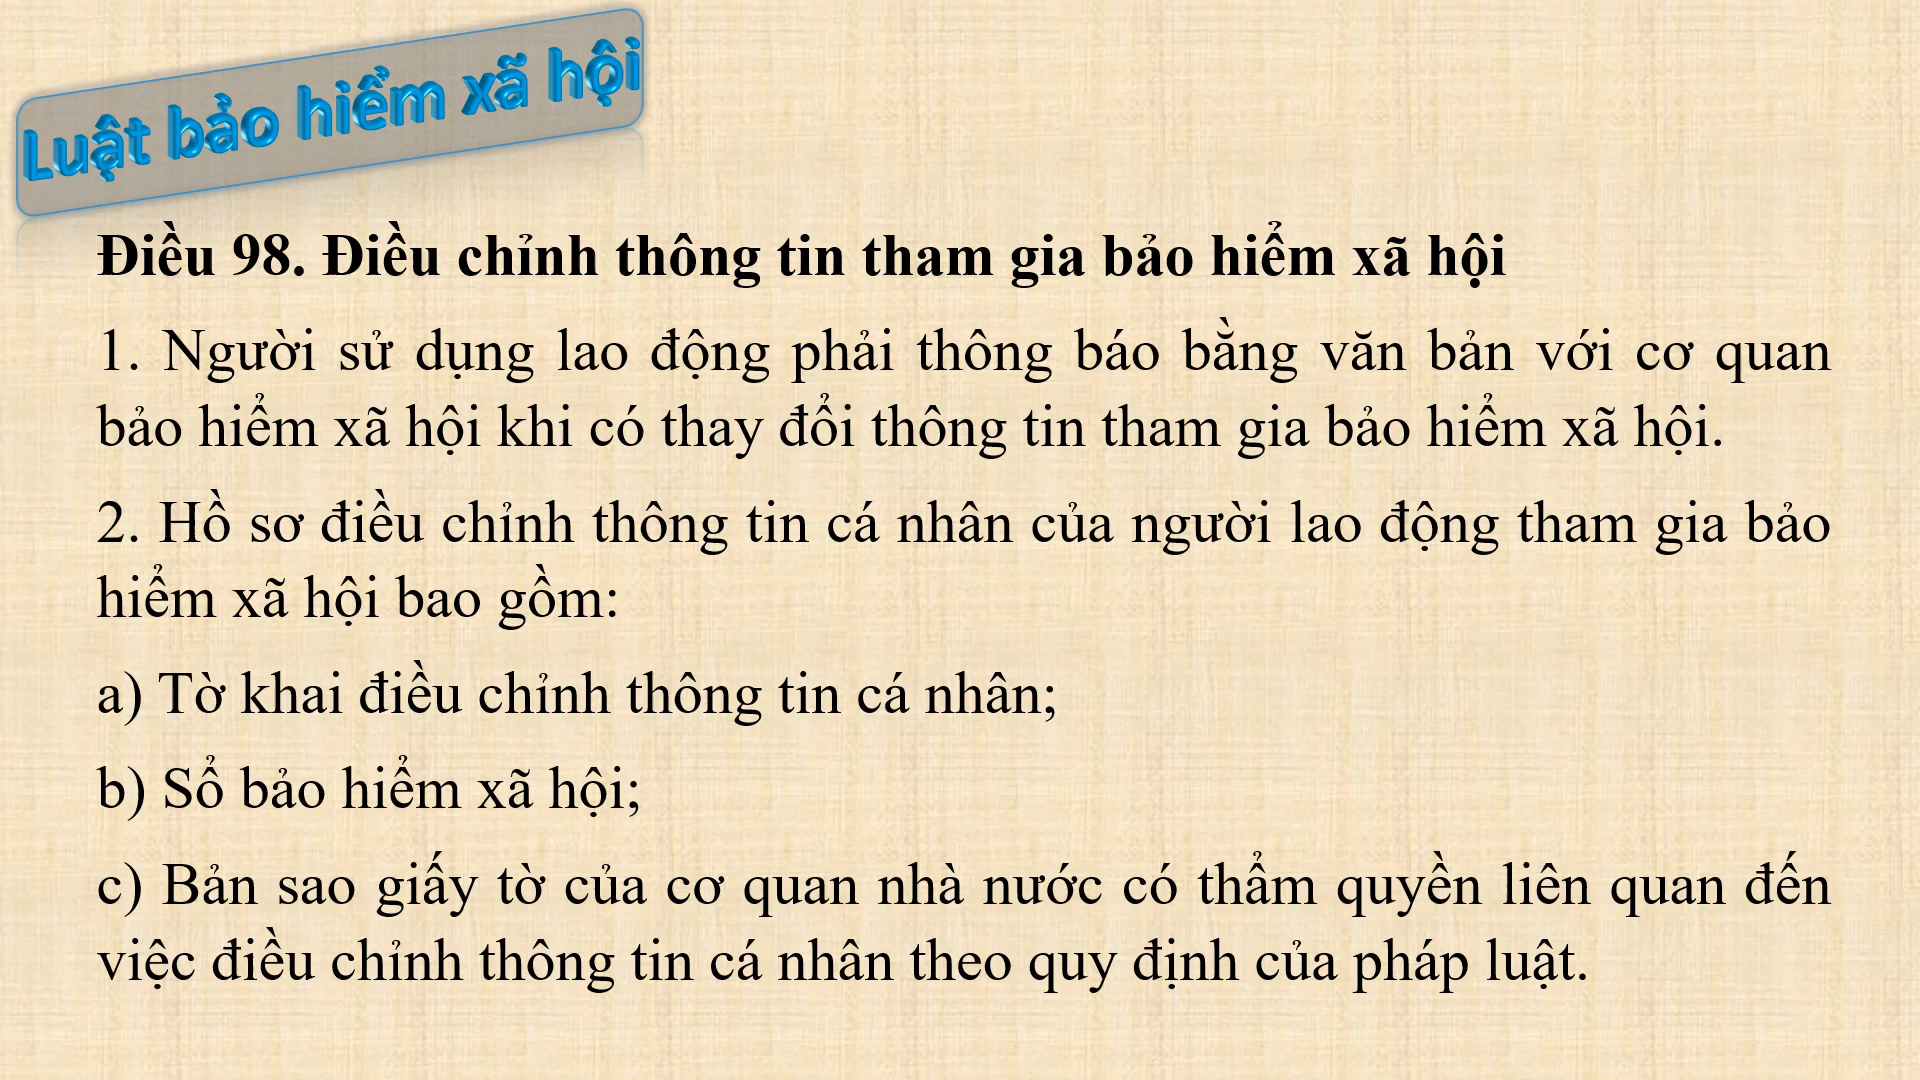 Luật bảo hiểm xã hội
Điều 98. Điều chỉnh thông tin tham gia bảo hiểm xã hội
1. Người sử dụng lao động phải thông báo bằng văn bản với cơ quan
bảo hiểm xã hội khi có thay đổi thông tin tham gia bảo hiểm xã hội.
2. Hồ sơ điều chỉnh thông tin cá nhân của người lao động tham gia bảo
hiểm xã hội bao gồm:
a) Tờ khai điều chỉnh thông tin cá nhân;
b) Sổ bảo hiểm xã hội;
c) Bản sao giấy tờ của cơ quan nhà nước có thẩm quyền liên quan đến
việc điều chỉnh thông tin cá nhân theo quy định của pháp luật.